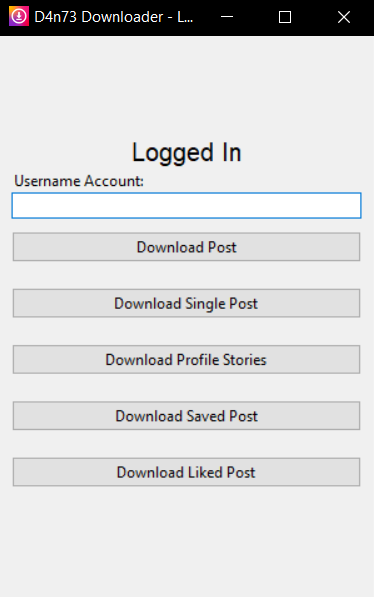 D4n73 Downloader - L...
Logged In
Username Account:
Download Post
Download Single Post
Download Profile Stories
Download Saved Post
Download Liked Post